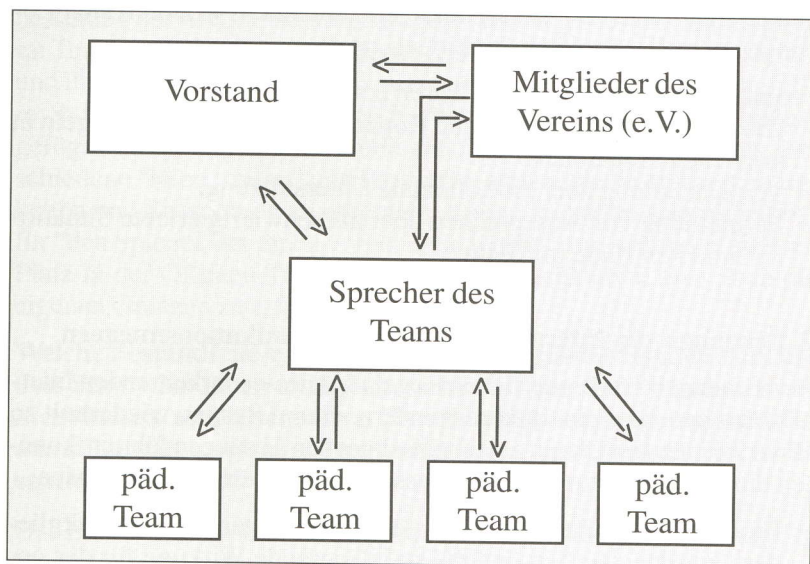 Vorstand
Mitglieder des
Vereins (e.V.)
Sprecher des
Teams
päd.
Team
päd.
Team
päd.
Team
päd.
Team